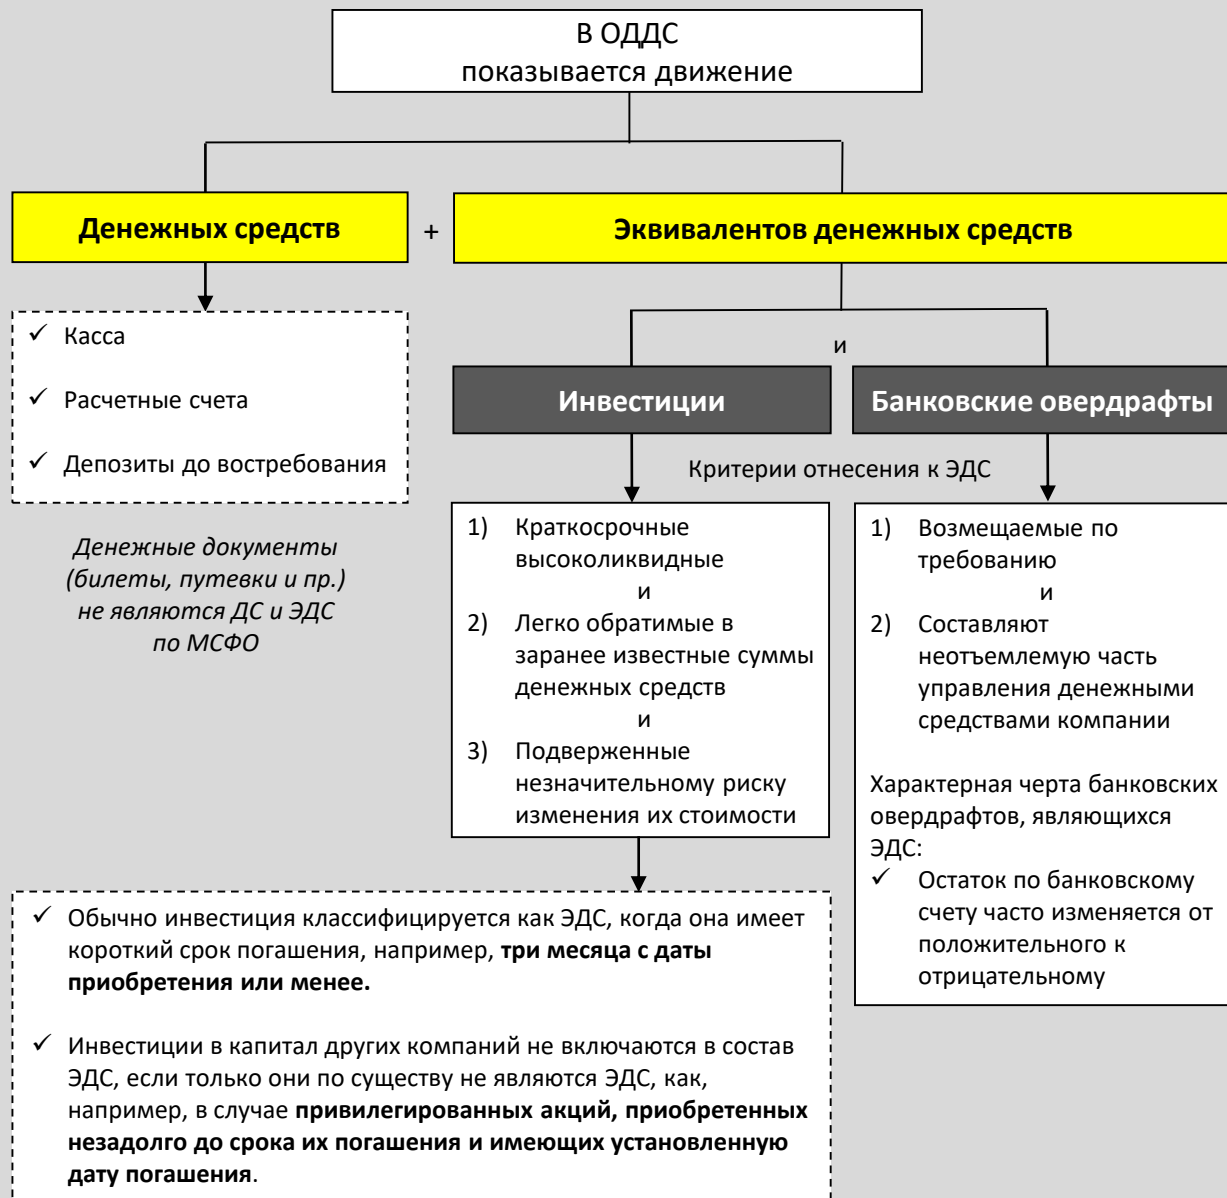 В ОДДС
показывается движение
Денежных средств
+
Эквивалентов денежных средств
✓ Касса
✓ Расчетные счета
✓ Депозиты до востребования
Денежные документы
(билеты, путевки и пр.)
не являются ДС и ЭДС
по МСФО
и
Инвестиции
Банковские овердрафты
Критерии отнесения к ЭДС
1) Краткосрочные
высоколиквидные
и
2) Легко обратимые в
заранее известные суммы
денежных средств
и
3) Подверженные
незначительному риску
изменения их стоимости
1) Возмещаемые по
требованию
и
2) Составляют
неотъемлемую часть
управления денежными
средствами компании
Характерная черта банковских
овердрафтов, являющихся
ЭДС:
✓ Остаток по банковскому
счету часто изменяется от
положительного к
отрицательному
✓ Обычно инвестиция классифицируется как ЭДС, когда она имеет
короткий срок погашения, например, три месяца с даты
приобретения или менее.
✓ Инвестиции в капитал других компаний не включаются в состав
ЭДС, если только они по существу не являются ЭДС, как,
например, в случае привилегированных акций, приобретенных
незадолго до срока их погашения и имеющих установленную
дату погашения.